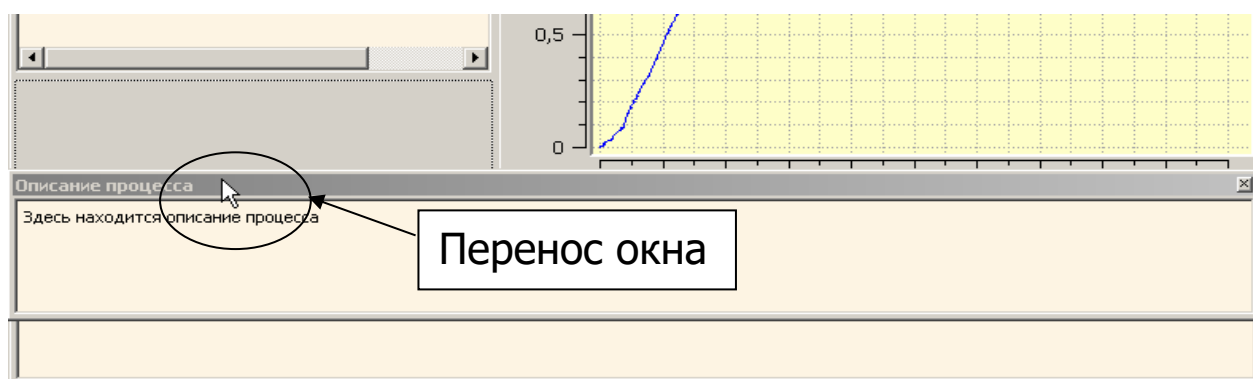 0,5
0
Описание процесса
Здесь находится описание процесса
Перенос окна